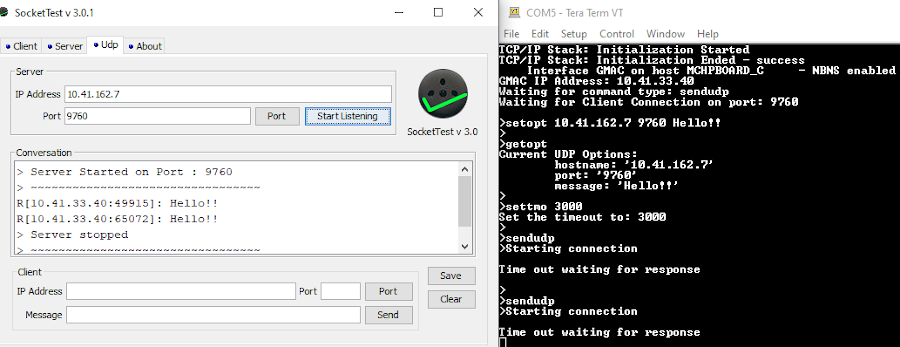 SocketTest v 3.0.1
Client
Server
Udp
About
Server
IP Address 10.41.162.7
Port 9760 Port Start Listening
SocketTest v 3.0
Conversation
> Server Started on Port : 9760
> ~~~~~~~~~~~~~~~~~~~~~~~~~~~~~~~~~
R[10.41.33.40:49915]: Hello!!
R[10.41.33.40:65072]: Hello!!
> Server stopped
> ~~~~~~~~~~~~~~~~~~~~~~~~~~~~~~~~~
Client
IP Address Port Port
Message Send
Save
Clear
COM5 - Tera Term VT
File Edit Setup Control Window Help
TCP/IP Stack: Initialization Started
TCP/IP Stack: Initialization Ended - success
Interface GMAC on host MCHPBOARD_C - NBNS enabled
GMAC IP Address: 10.41.33.40
Waiting for command type: sendudp
Waiting for Client Connection on port: 9760
>setopt 10.41.162.7 9760 Hello!!
>
>getopt
Current UDP Options:
hostname: '10.41.162.7'
port: '9760'
message: 'Hello!!'
>
>settmo 3000
Set the timeout to: 3000
>
>sendudp
>Starting connection
Time out waiting for response
>
>sendudp
>Starting connection
Time out waiting for response